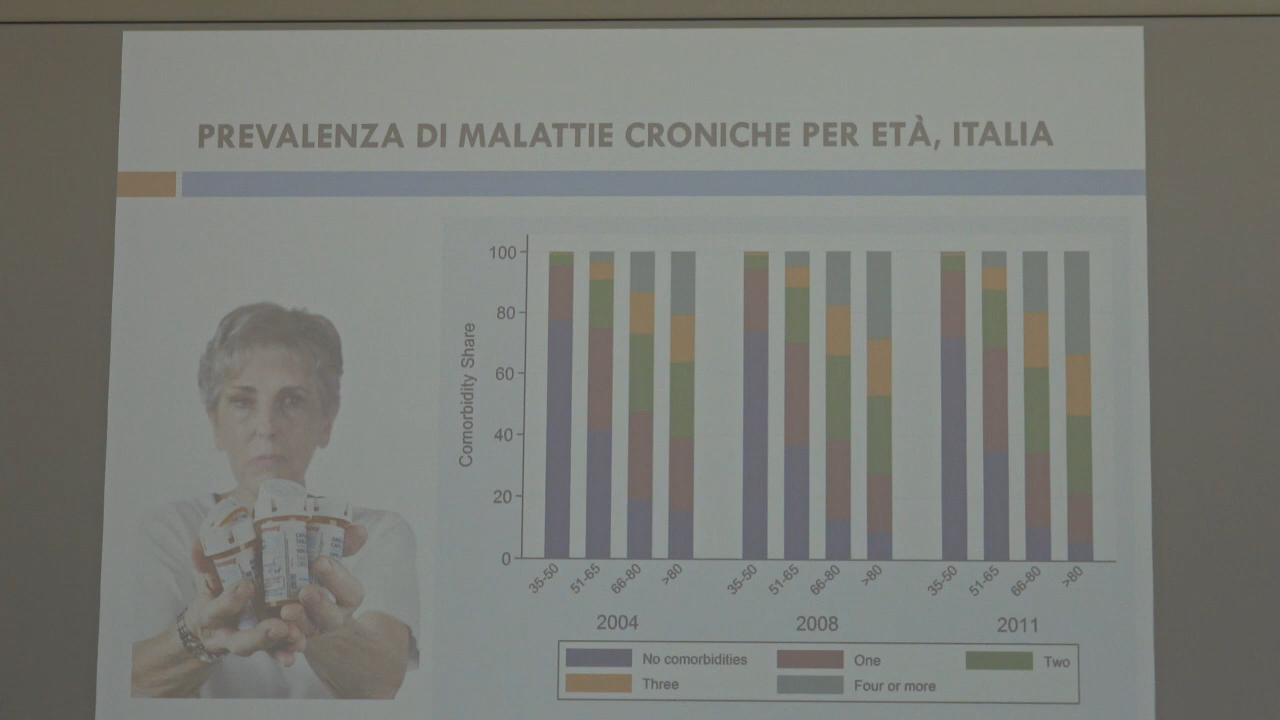 PREVALENZA DI MALATTIE CRONICHE PER ETÀ, ITALIA
Comorbidity Share
100
80
60
40
20
0
35-50 51-65 66-80 >80 35-50 51-65 66-80 >80 35-50 51-65 66-80 >80
2004 2008 2011
No comorbidities One Two
Three Four or more